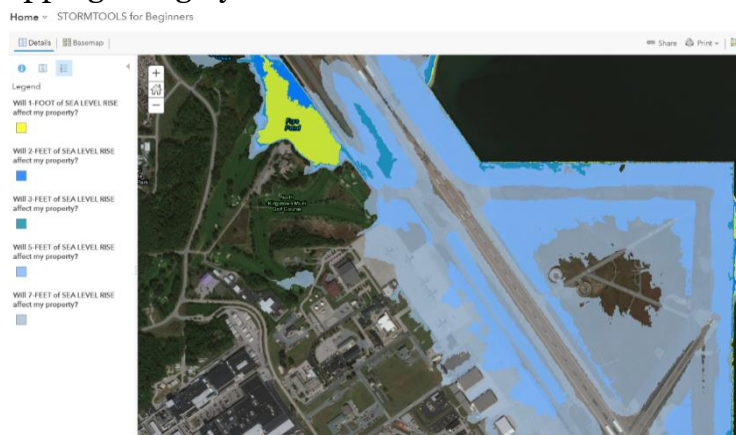 Home STORMTOOLS for Beginners
Details Basemap Share Print
Legend
Will 1-FOOT of SEA LEVEL RISE
affect my property?
Will 2-FEET of SEA LEVEL RISE
affect my property?
Will 3-FEET of SEA LEVEL RISE
affect my property?
Will 5-FEET of SEA LEVEL RISE
affect my property?
Will 7-FEET of SEA LEVEL RISE
affect my property?
+
−
Point
Golf Course